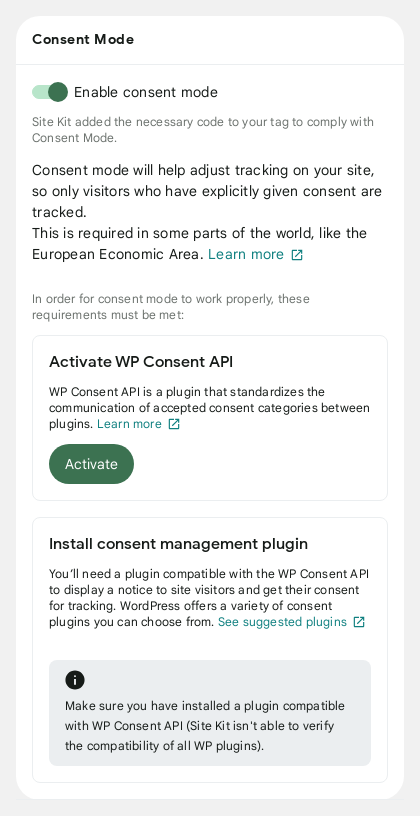 Consent Mode
Enable consent mode
Site Kit added the necessary code to your tag to comply with
Consent Mode.
Consent mode will help adjust tracking on your site,
so only visitors who have explicitly given consent are
tracked.
This is required in some parts of the world, like the
European Economic Area. Learn more
In order for consent mode to work properly, these
requirements must be met:
Activate WP Consent API
WP Consent API is a plugin that standardizes the
communication of accepted consent categories between
plugins. Learn more
Activate
Install consent management plugin
You'll need a plugin compatible with the WP Consent API
to display a notice to site visitors and get their consent
for tracking. WordPress offers a variety of consent
plugins you can choose from. See suggested plugins
Make sure you have installed a plugin compatible
with WP Consent API (Site Kit isn't able to verify
the compatibility of all WP plugins).